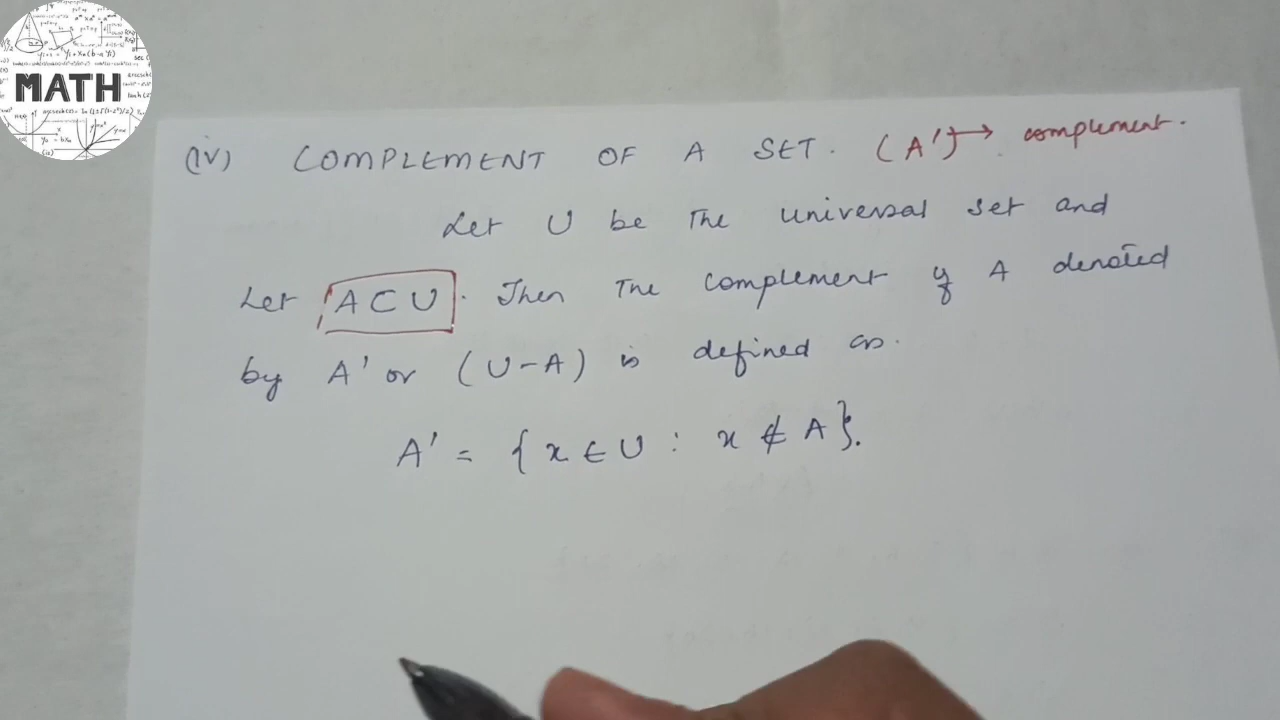 MATH
(iv) COMPLEMENT OF A SET. (A') → complement.
Let U be the universal set and
Let A ⊂ U. Then the complement of A denoted
by A' or (U-A) is defined as.
A' = {x ∈ U : x ∉ A}.